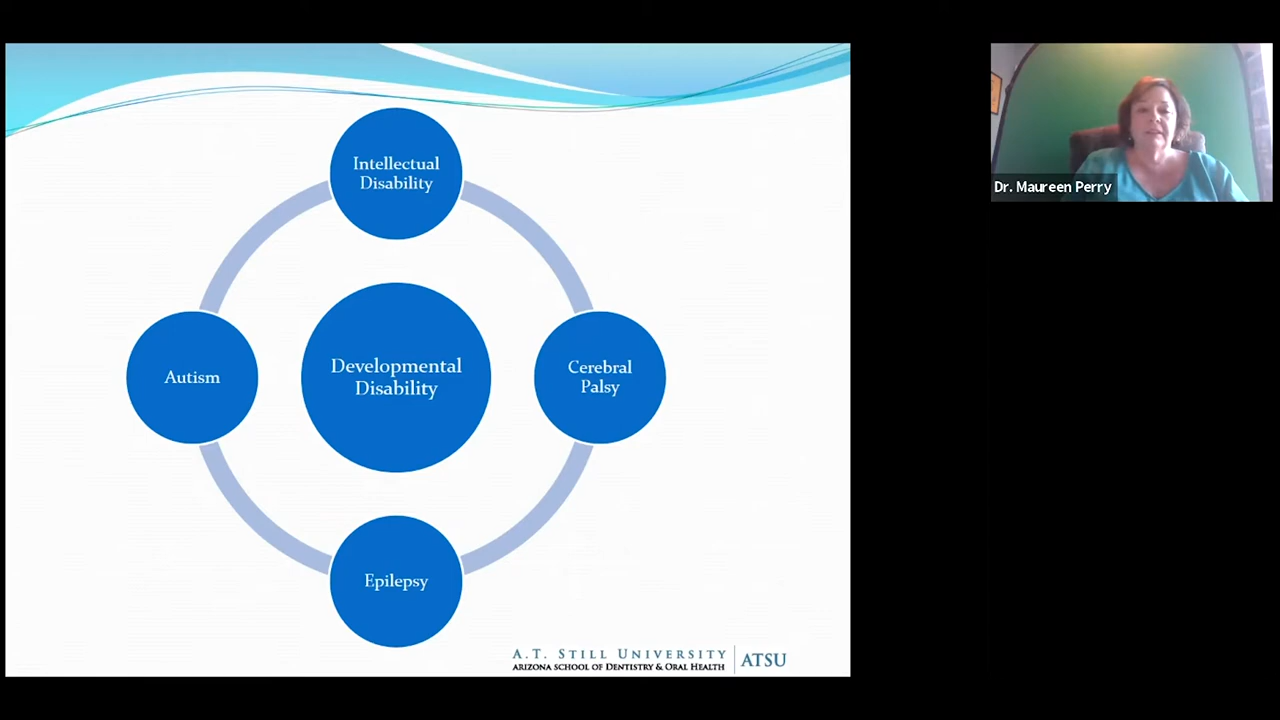 Intellectual
Disability
Autism
Developmental
Disability
Cerebral
Palsy
Epilepsy
A.T. STILL UNIVERSITY
ARIZONA SCHOOL OF DENTISTRY & ORAL HEALTH
ATSU
Dr. Maureen Perry